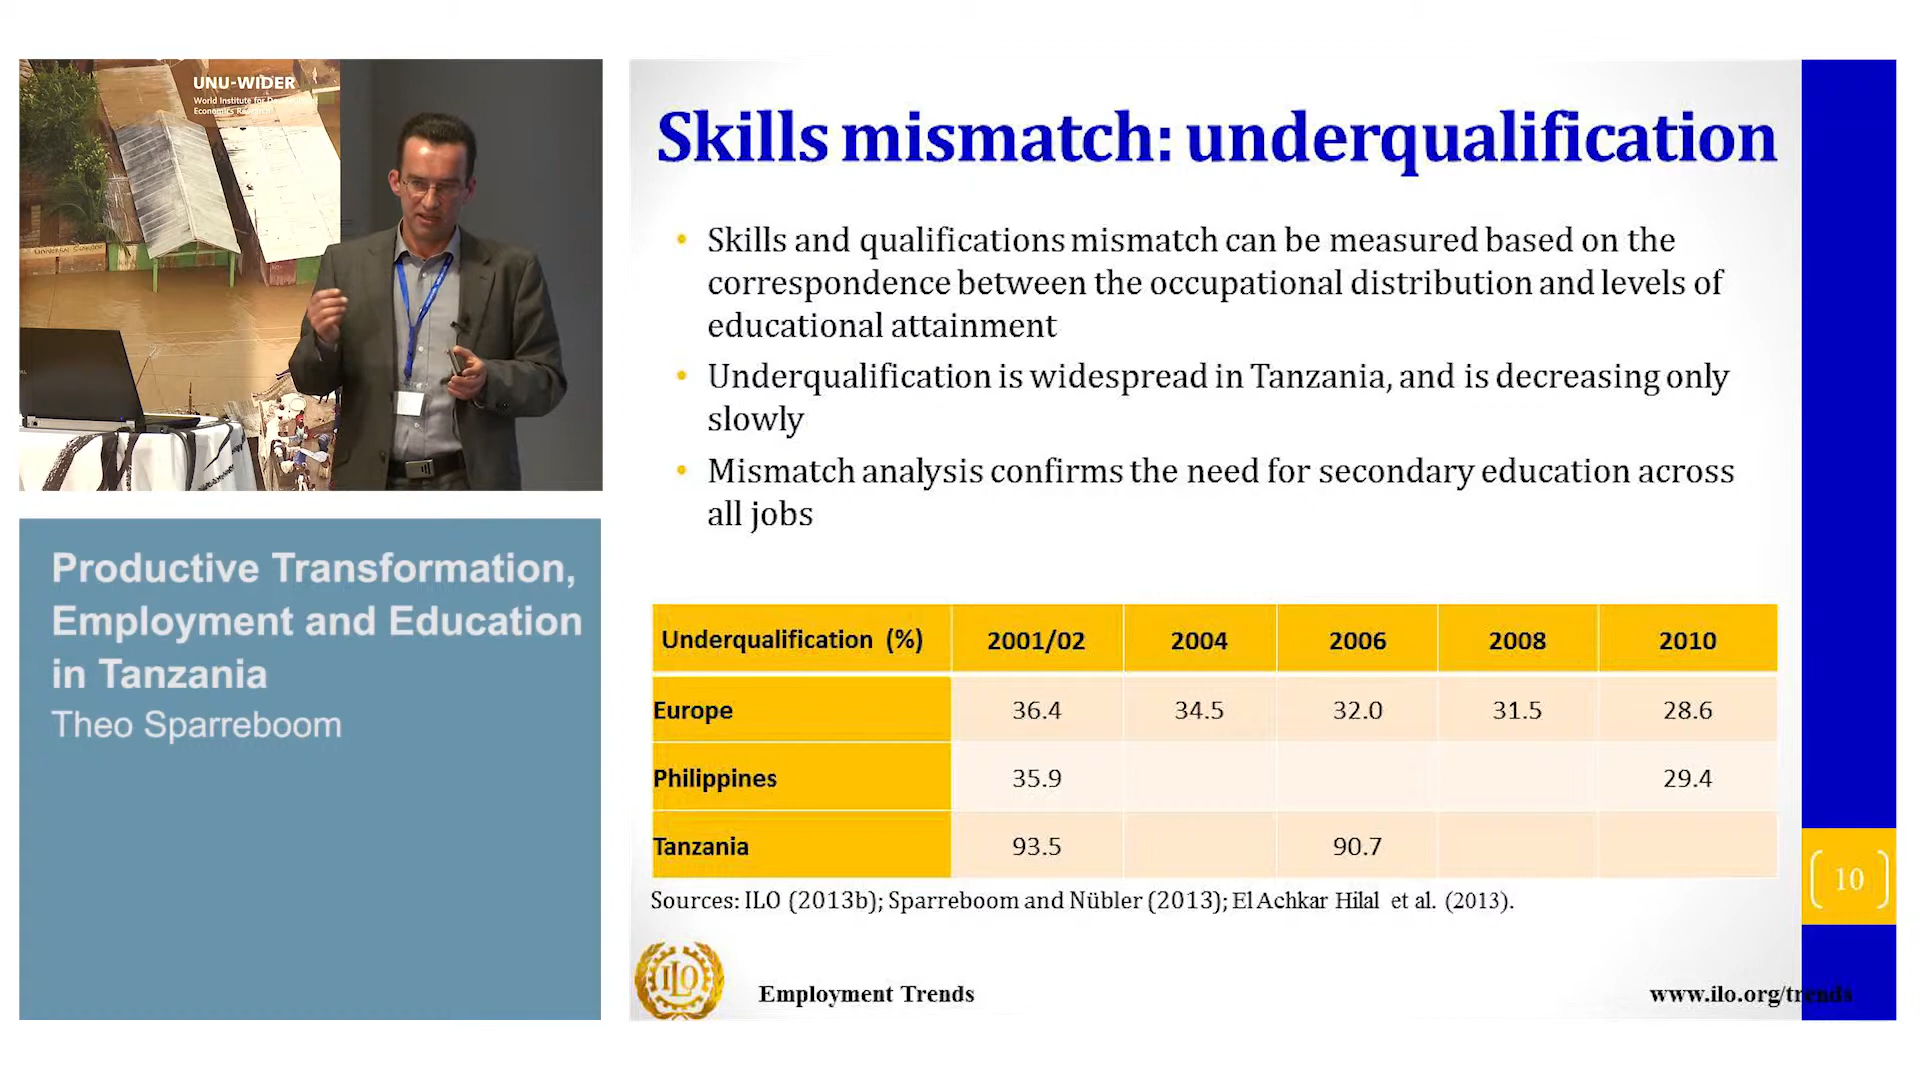 UNU-WIDER
World Institute for
Economics
Productive Transformation,
Employment and Education
in Tanzania
Theo Sparreboom
Skills mismatch: underqualification
• Skills and qualifications mismatch can be measured based on the
correspondence between the occupational distribution and levels of
educational attainment
• Underqualification is widespread in Tanzania, and is decreasing only
slowly
• Mismatch analysis confirms the need for secondary education across
all jobs
Underqualification (%) 2001/02 2004 2006 2008 2010
Europe 36.4 34.5 32.0 31.5 28.6
Philippines 35.9 29.4
Tanzania 93.5 90.7
Sources: ILO (2013b); Sparreboom and Nübler (2013); El Achkar Hilal et al. (2013).
10
ILO
Employment Trends
www.ilo.org/trends